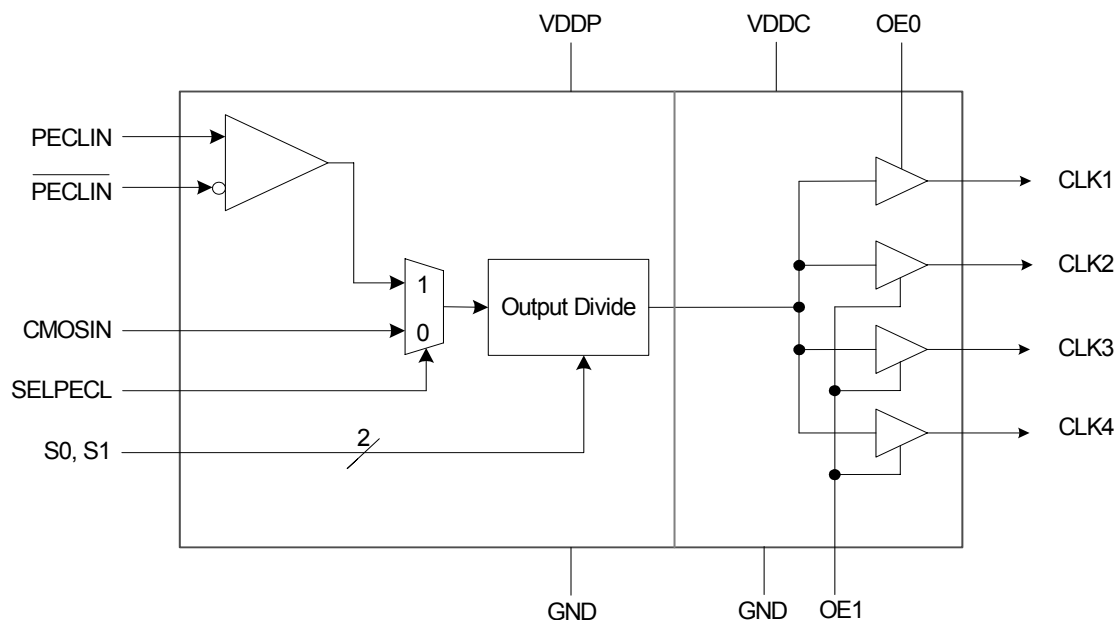 VDDP
VDDC
OE0
PECLIN
PECLIN
CLK1
CLK2
1
Output Divide
CMOSIN
0
CLK3
SELPECL
2
S0, S1
CLK4
GND
GND
OE1